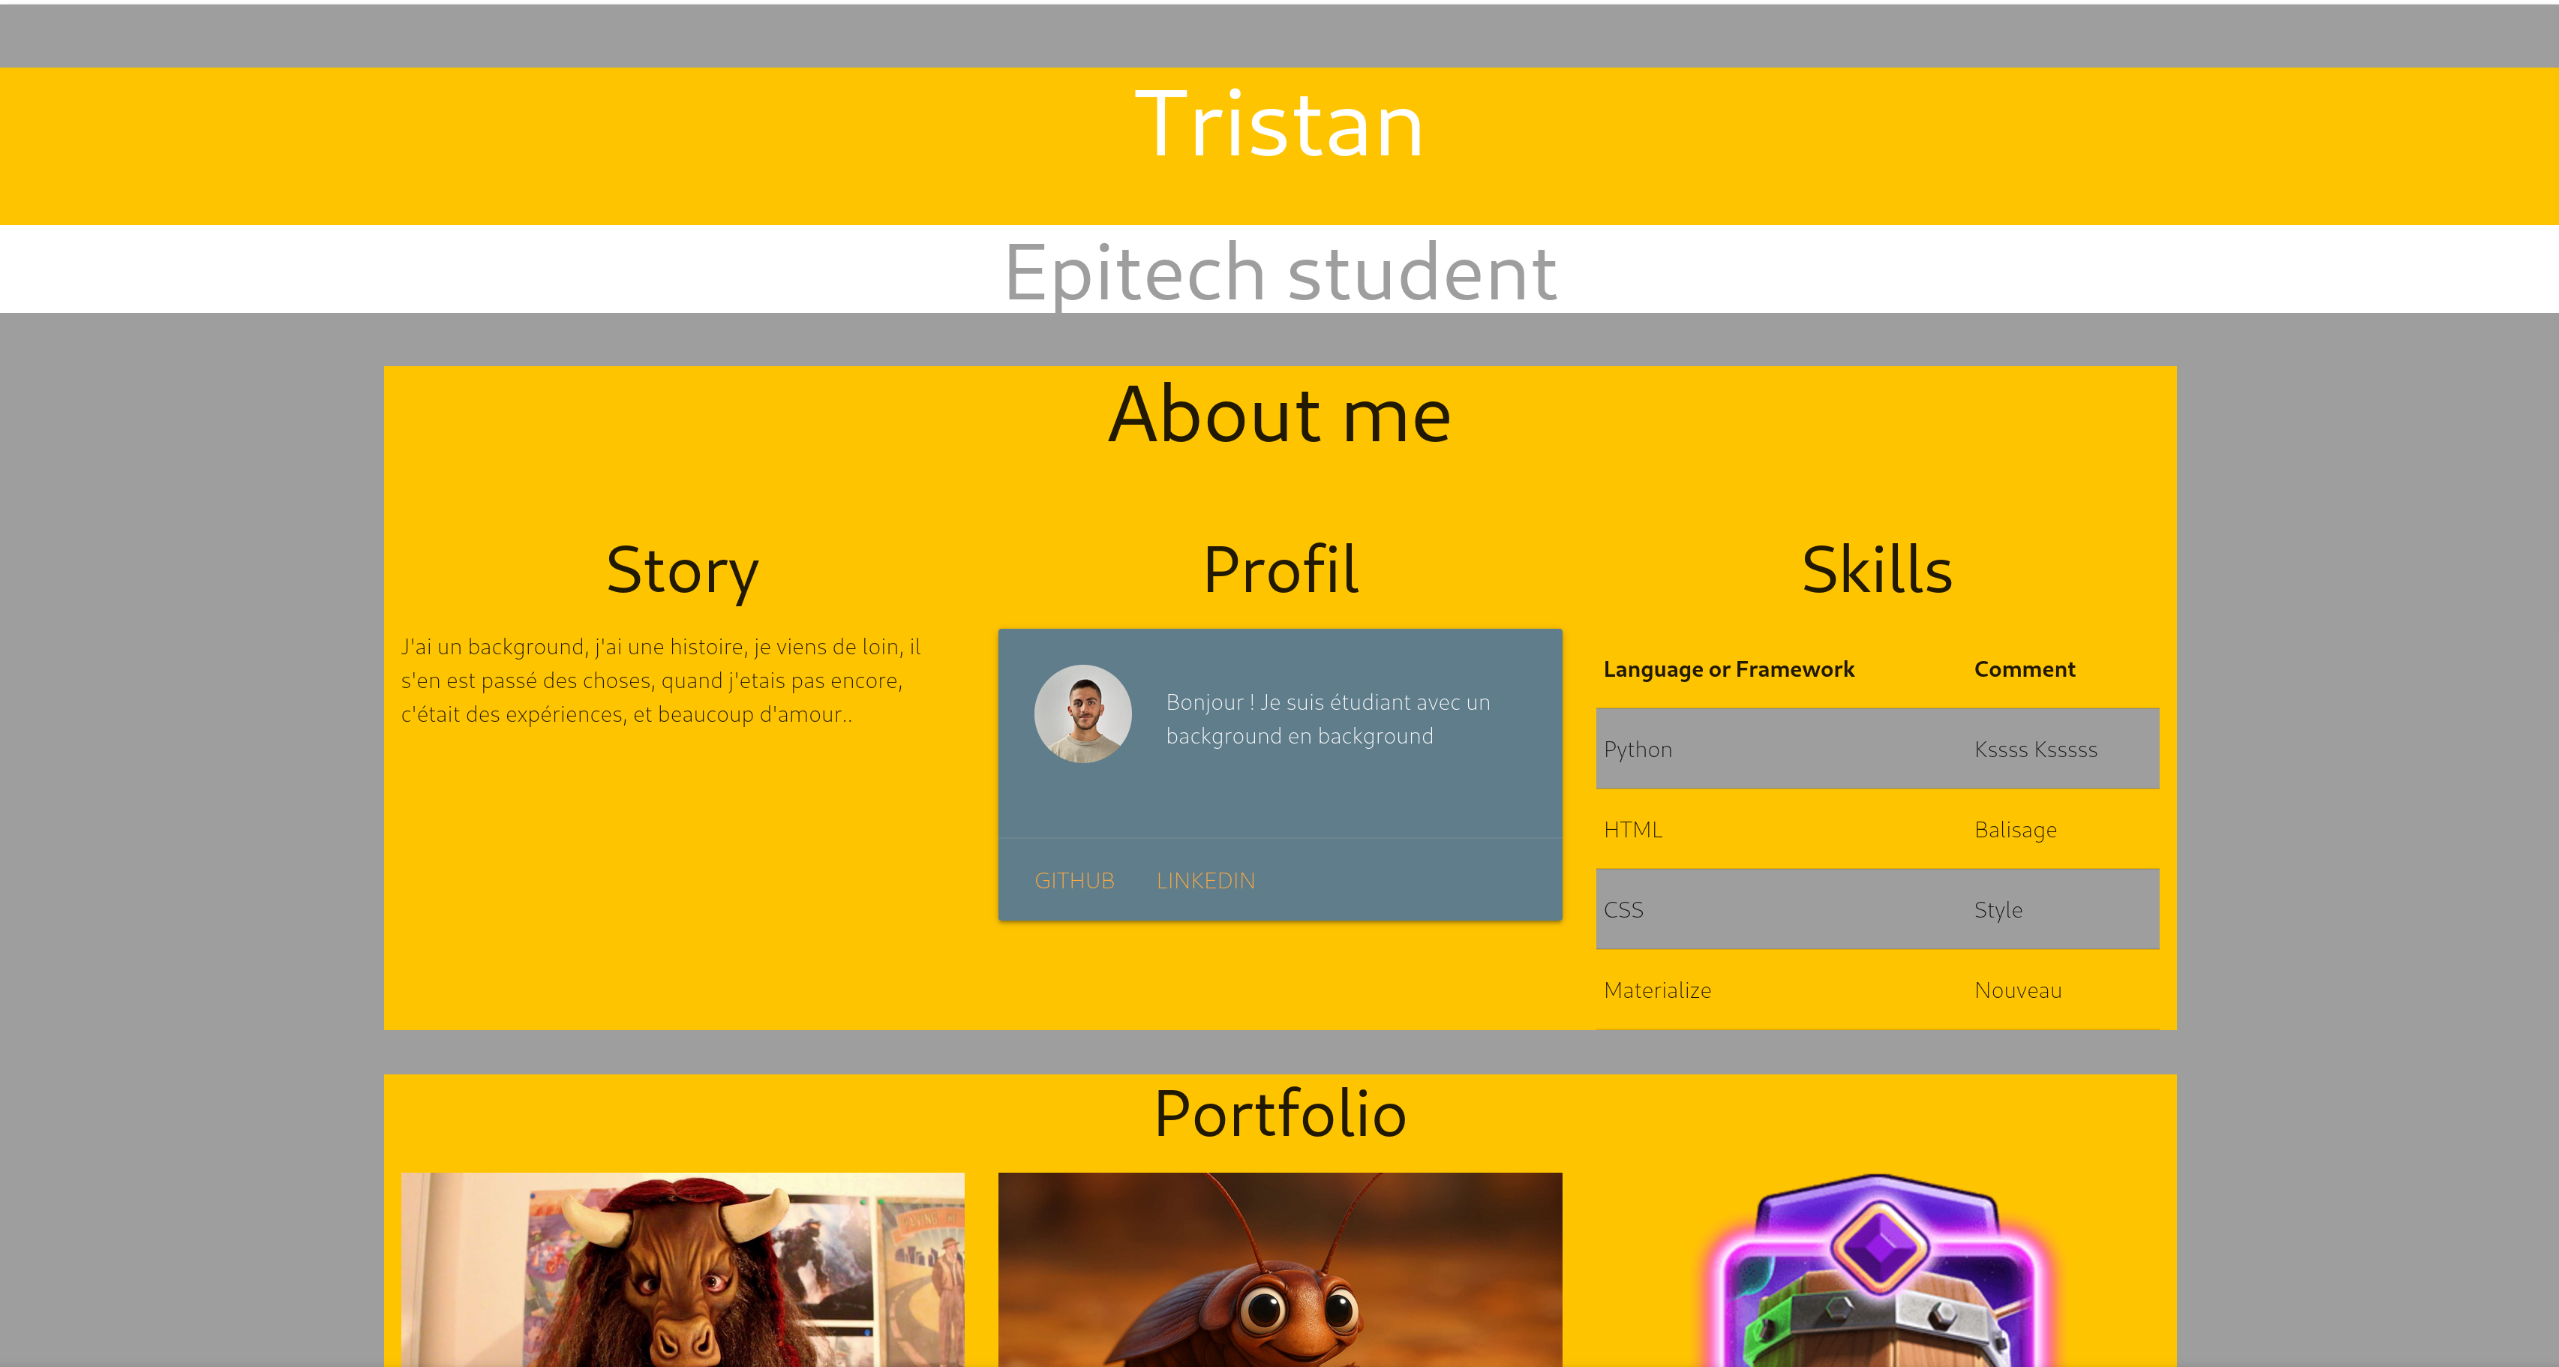 Tristan
Epitech student
About me
Story
J'ai un background, j'ai une histoire, je viens de loin, il
s'en est passé des choses, quand j'etais pas encore,
c'était des expériences, et beaucoup d'amour..
Profil
Bonjour ! Je suis étudiant avec un
background en background
GITHUB LINKEDIN
Skills
Language or Framework Comment
Python Kssss Ksssss
HTML Balisage
CSS Style
Materialize Nouveau
Portfolio